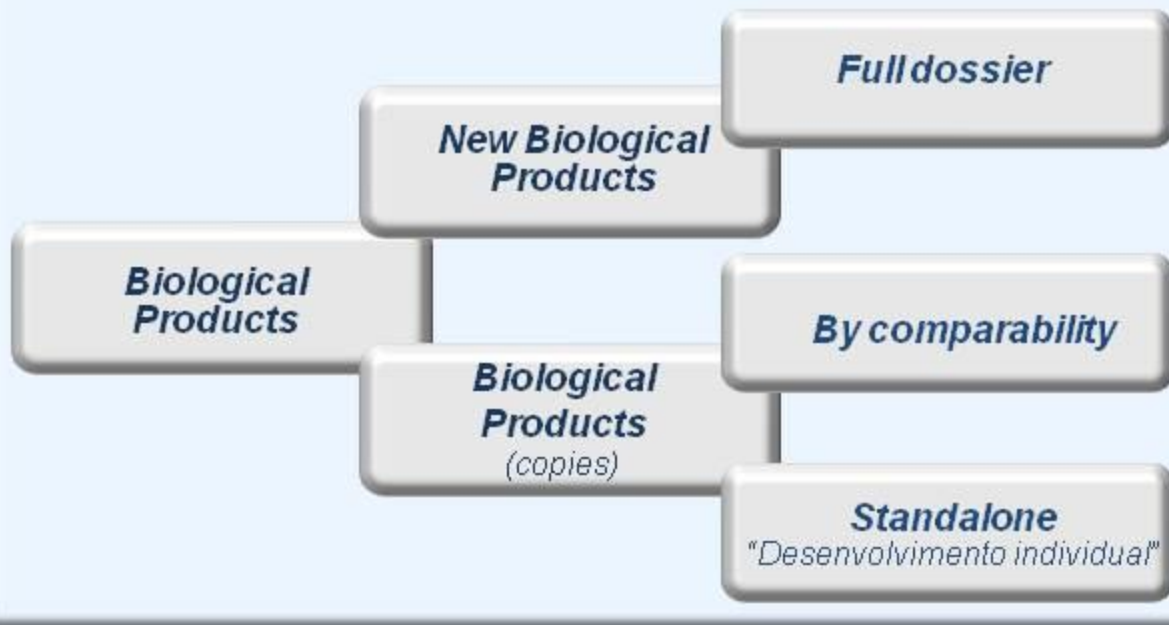 Full dossier
New Biological
Products
Biological
Products
By comparability
Biological
Products
(copies)
Standalone
"Desenvolvimento individual"